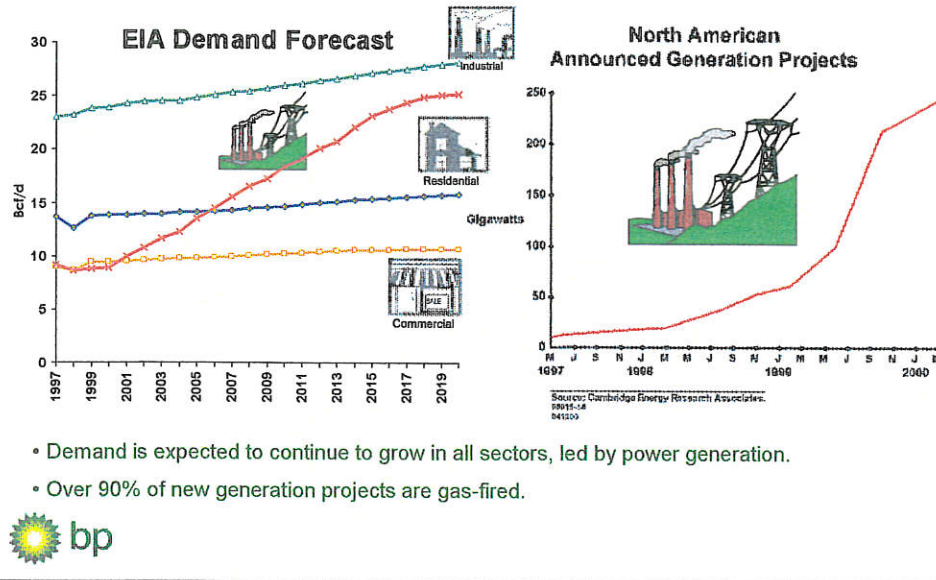 EIA Demand Forecast
30
25
20
15
10
5
0
Bcf/d
1997
1999
2001
2003
2005
2007
2009
2011
2013
2015
2017
2019
Industrial
Residential
SALE
Commercial
North American
Announced Generation Projects
Gigawatts
250
200
150
100
50
0
M J S N J M M J S N J M M J S N J
1997 1998 1999 2000
Source: Cambridge Energy Research Associates.
• Demand is expected to continue to grow in all sectors, led by power generation.
• Over 90% of new generation projects are gas-fired.
bp